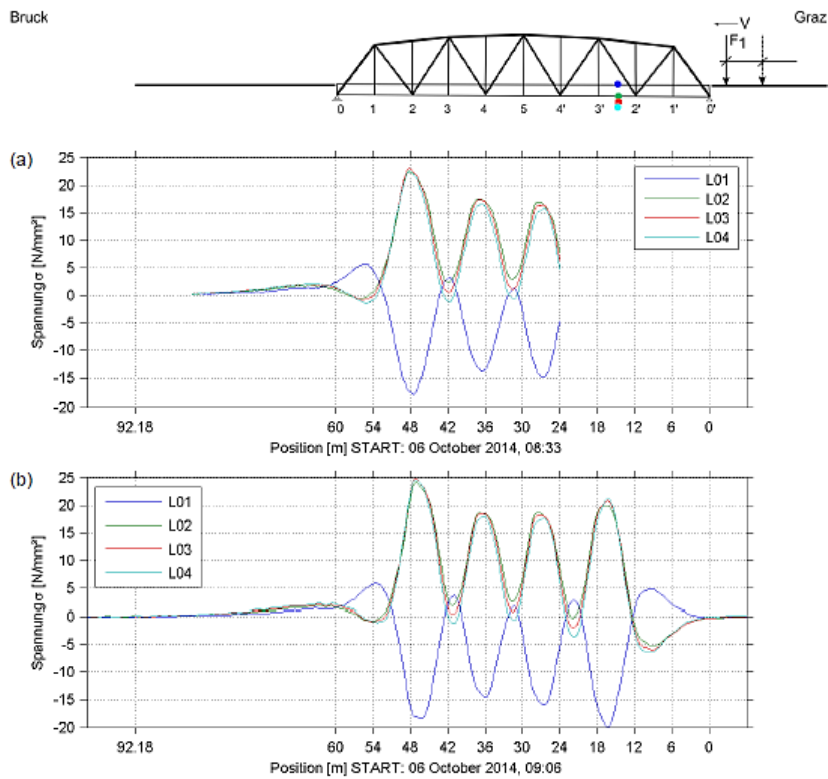 Bruck
Graz
V
F1
0 1 2 3 4 5 4' 3' 2' 1' 0'
(a)
25
20
15
10
5
0
-5
-10
-15
-20
Spannung σ [N/mm²]
L01
L02
L03
L04
92.18 60 54 48 42 36 30 24 18 12 6 0
Position [m] START: 06 October 2014, 08:33
(b)
25
20
15
10
5
0
-5
-10
-15
-20
Spannung σ [N/mm²]
L01
L02
L03
L04
92.18 60 54 48 42 36 30 24 18 12 6 0
Position [m] START: 06 October 2014, 09:06